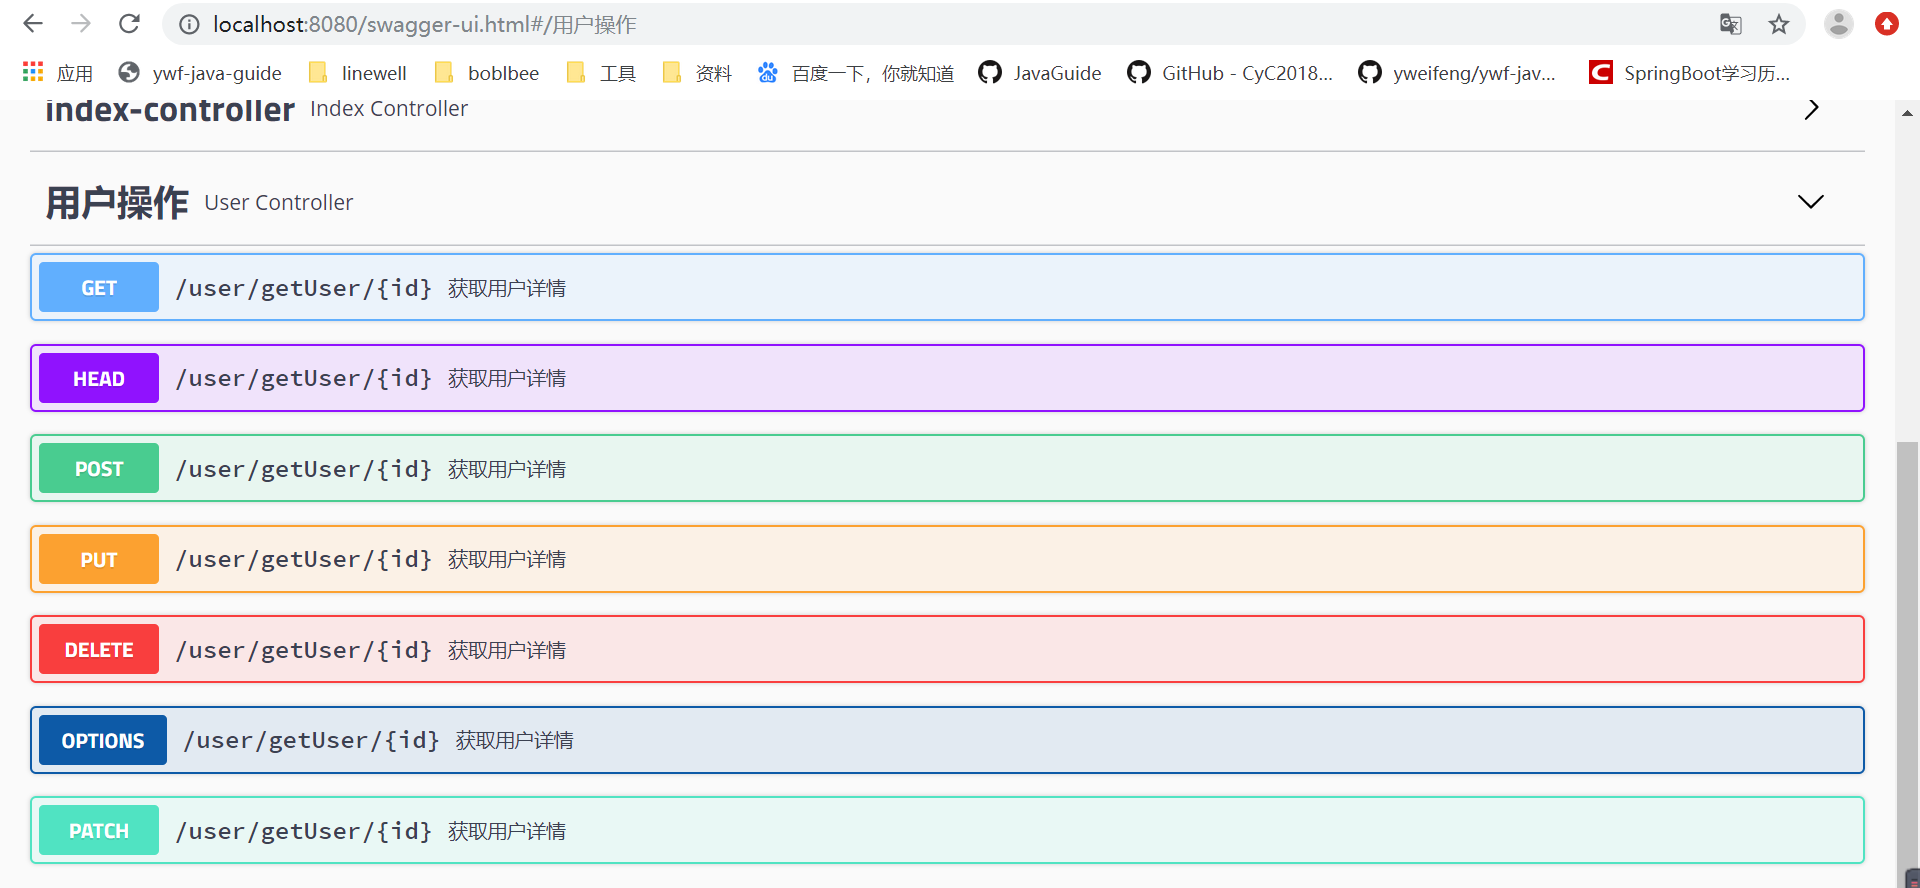 localhost:8080/swagger-ui.html#/用户操作
应用 ywf-java-guide linewell boblbee 工具 资料 百度一下，你就知道 JavaGuide GitHub - CyC2018... yweifeng/ywf-jav... SpringBoot学习历...
index-controller Index Controller
用户操作 User Controller
GET /user/getUser/{id} 获取用户详情
HEAD /user/getUser/{id} 获取用户详情
POST /user/getUser/{id} 获取用户详情
PUT /user/getUser/{id} 获取用户详情
DELETE /user/getUser/{id} 获取用户详情
OPTIONS /user/getUser/{id} 获取用户详情
PATCH /user/getUser/{id} 获取用户详情